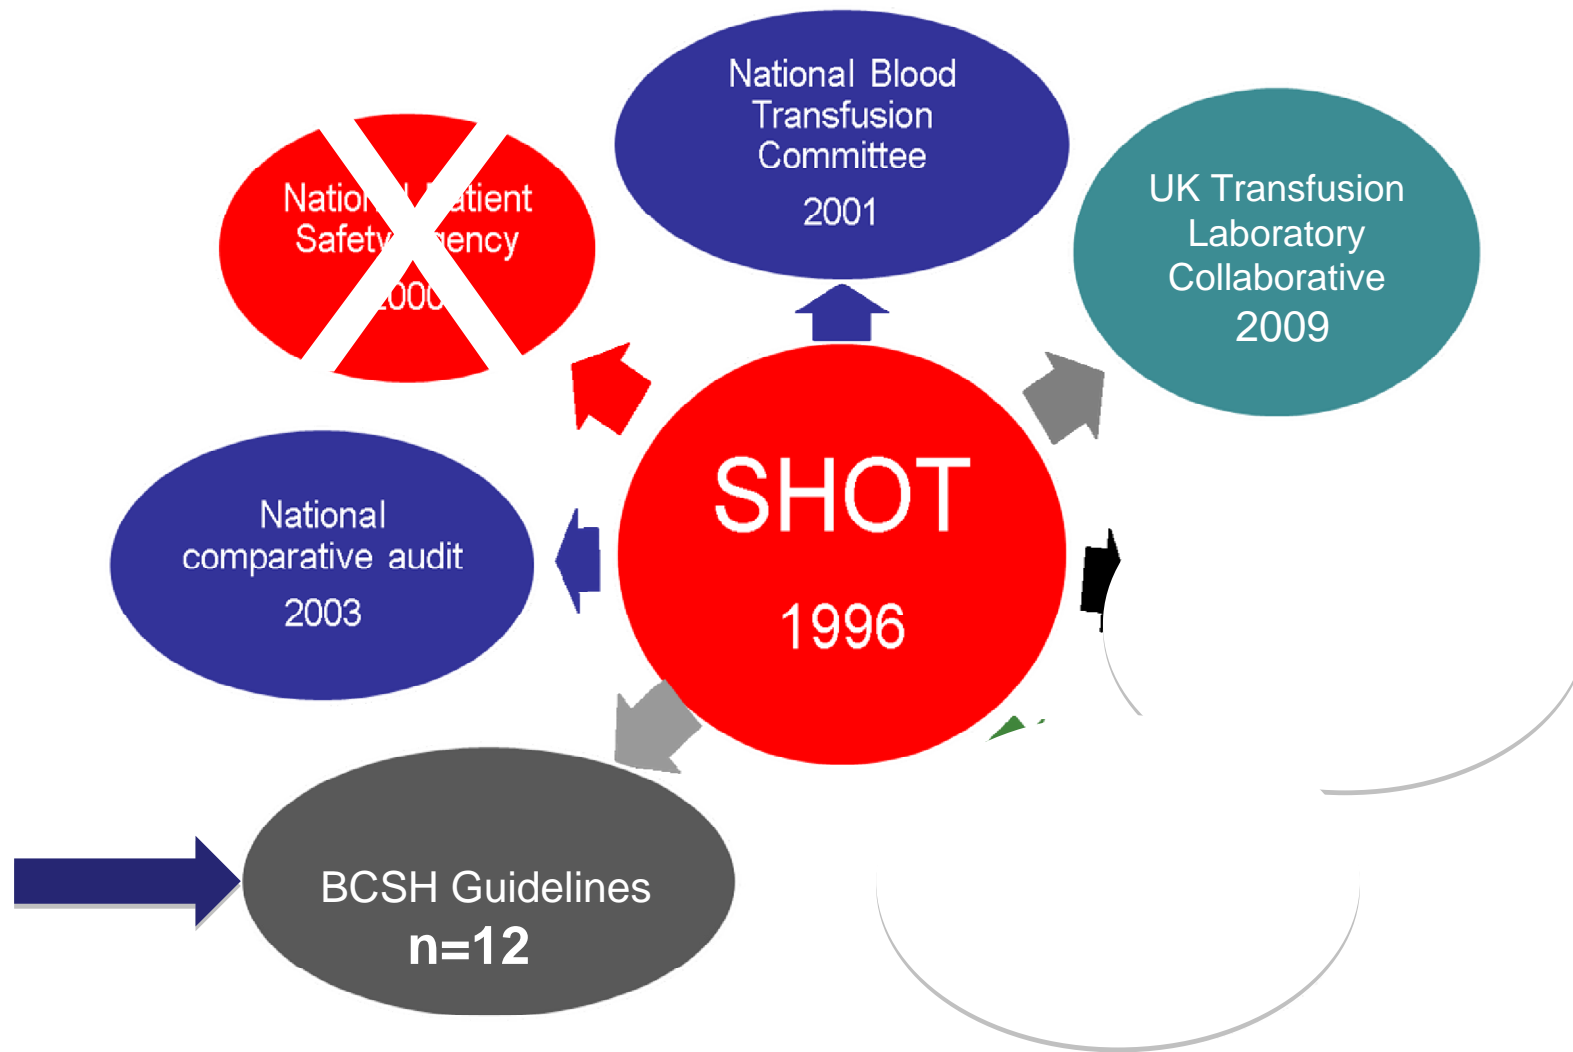 National Blood
Transfusion
Committee
2001
UK Transfusion
Laboratory
Collaborative
2009
Safety
SHOT
1996
National
comparative audit
2003
BCSH Guidelines
n=12